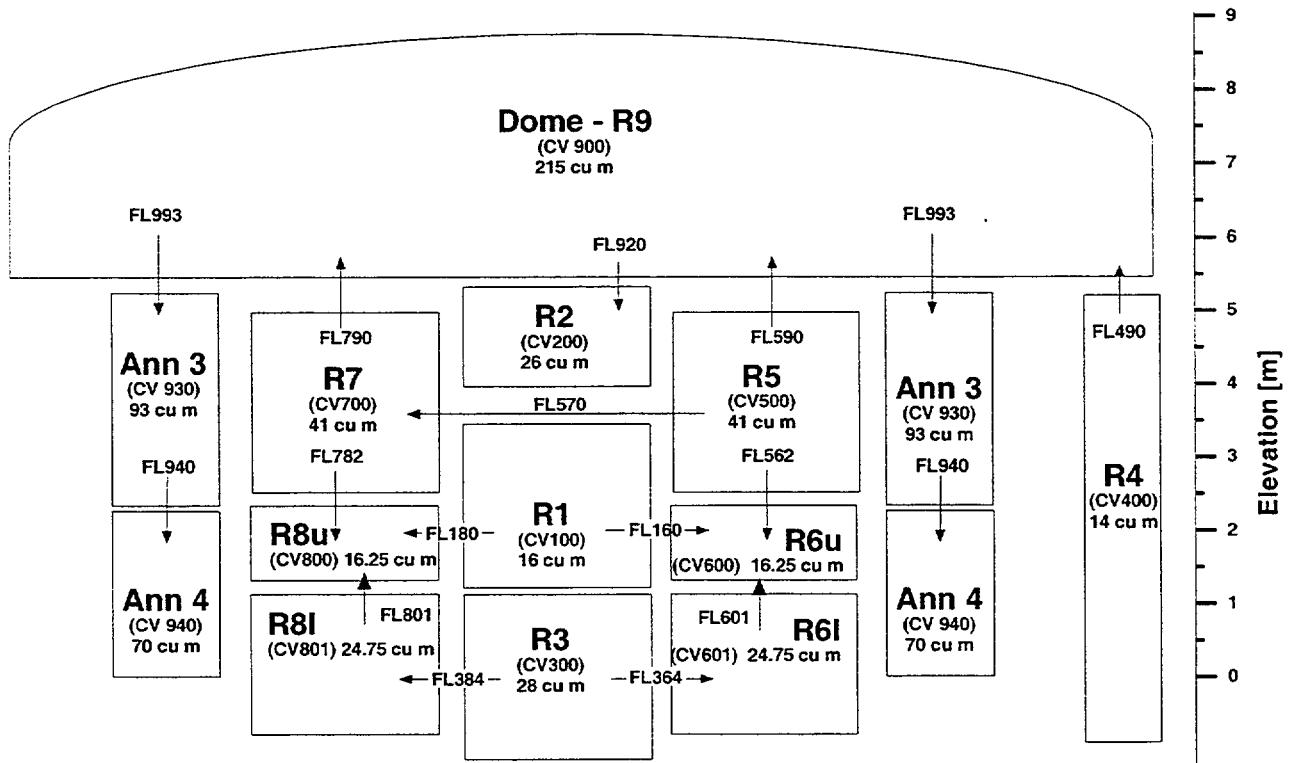 9
8
7
6
5
4
3
2
1
0
Elevation [m]
Dome - R9
(CV 900)
215 cu m
FL993
FL920
FL993
FL790
FL590
FL490
R2
(CV200)
26 cu m
Ann 3
(CV 930)
93 cu m
FL940
R7
(CV700)
41 cu m
FL782
FL570
R5
(CV500)
41 cu m
FL562
Ann 3
(CV 930)
93 cu m
FL940
R4
(CV400)
14 cu m
R8u
(CV800) 16.25 cu m
FL180
R1
(CV100)
16 cu m
FL160
R6u
(CV600) 16.25 cu m
Ann 4
(CV 940)
70 cu m
R8l
(CV801) 24.75 cu m
FL801
FL384
R3
(CV300)
28 cu m
FL364
FL601
R6l
(CV601) 24.75 cu m
Ann 4
(CV 940)
70 cu m